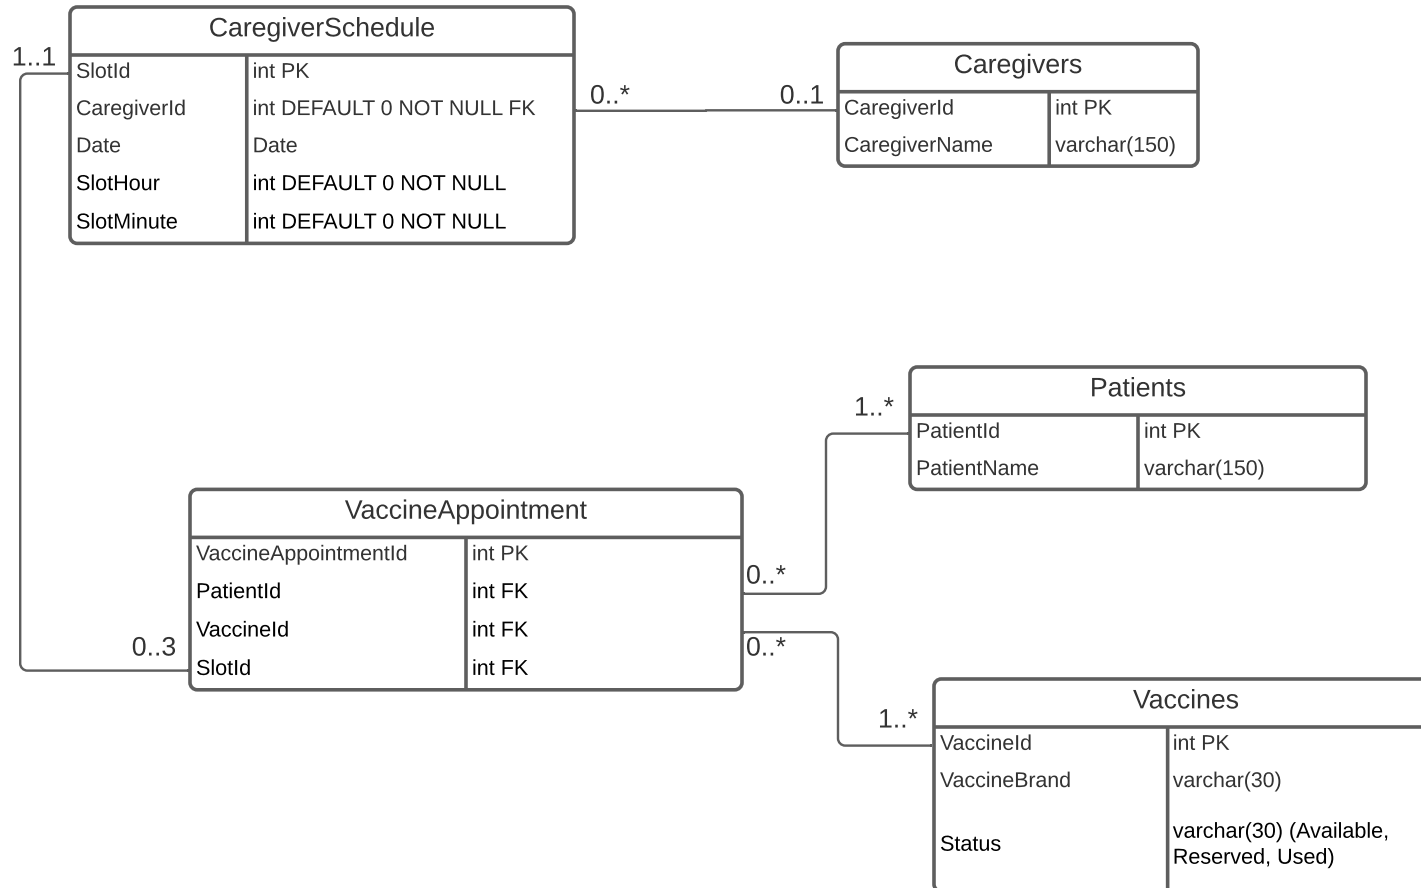 CaregiverSchedule
1..1
SlotId int PK
CaregiverId int DEFAULT 0 NOT NULL FK
Date Date
SlotHour int DEFAULT 0 NOT NULL
SlotMinute int DEFAULT 0 NOT NULL
0..* 0..1
Caregivers
CaregiverId int PK
CaregiverName varchar(150)
Patients
1..*
PatientId int PK
PatientName varchar(150)
VaccineAppointment
VaccineAppointmentId int PK
PatientId int FK
VaccineId int FK
SlotId int FK
0..*
0..*
0..3
Vaccines
1..*
VaccineId int PK
VaccineBrand varchar(30)
Status varchar(30) (Available,
Reserved, Used)